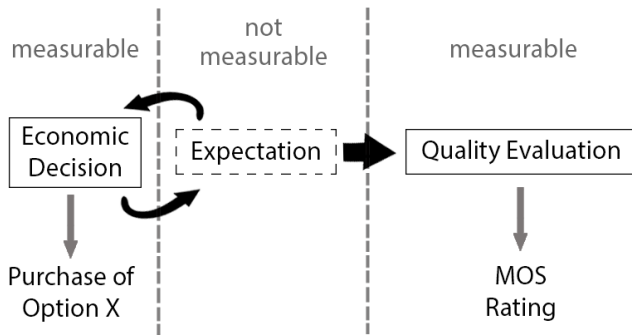 measurable
not
measurable
measurable
Economic
Decision
Expectation
Quality Evaluation
Purchase of
Option X
MOS
Rating